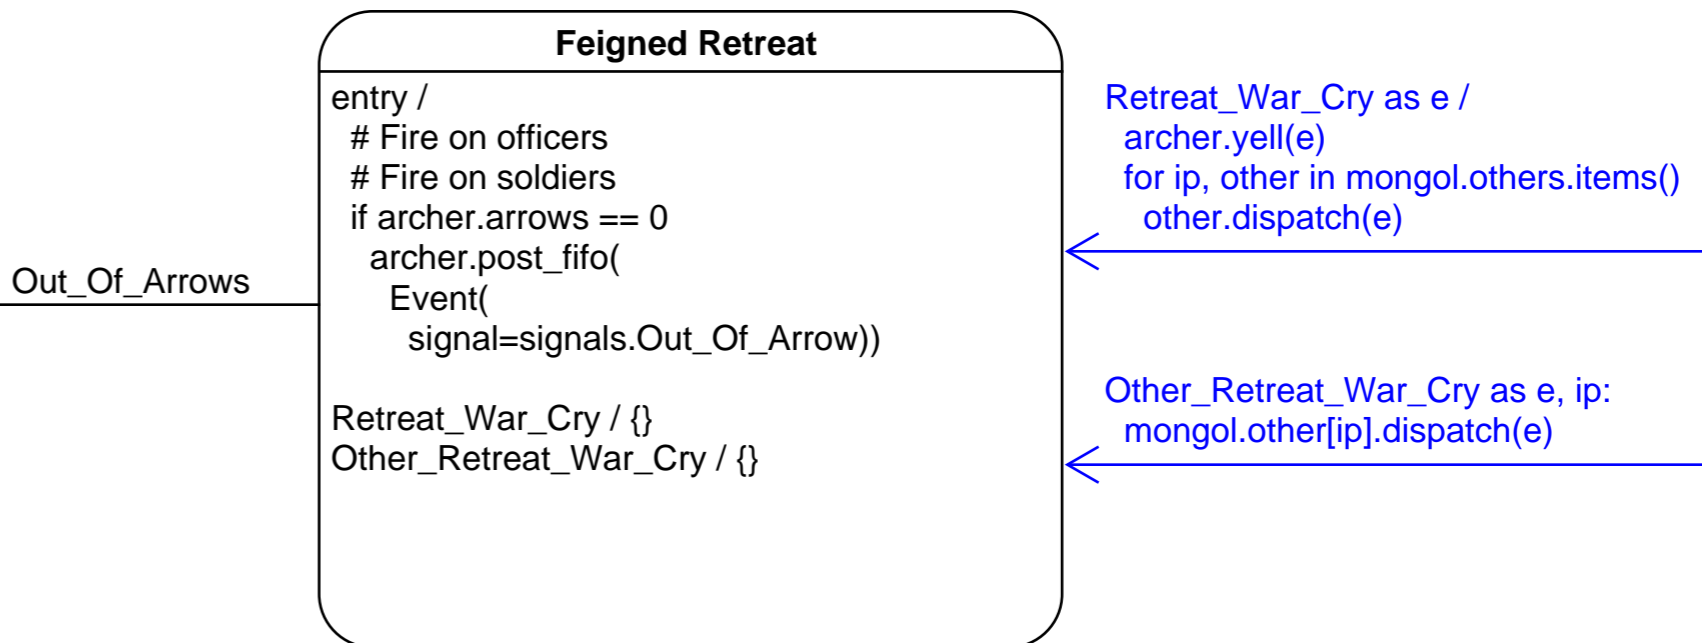 Feigned Retreat
entry /
# Fire on officers
# Fire on soldiers
if archer.arrows == 0
archer.post_fifo(
Event(
signal=signals.Out_Of_Arrow))
Retreat_War_Cry / {}
Other_Retreat_War_Cry / {}
Out_Of_Arrows
Retreat_War_Cry as e /
archer.yell(e)
for ip, other in mongol.others.items()
other.dispatch(e)
Other_Retreat_War_Cry as e, ip:
mongol.other[ip].dispatch(e)